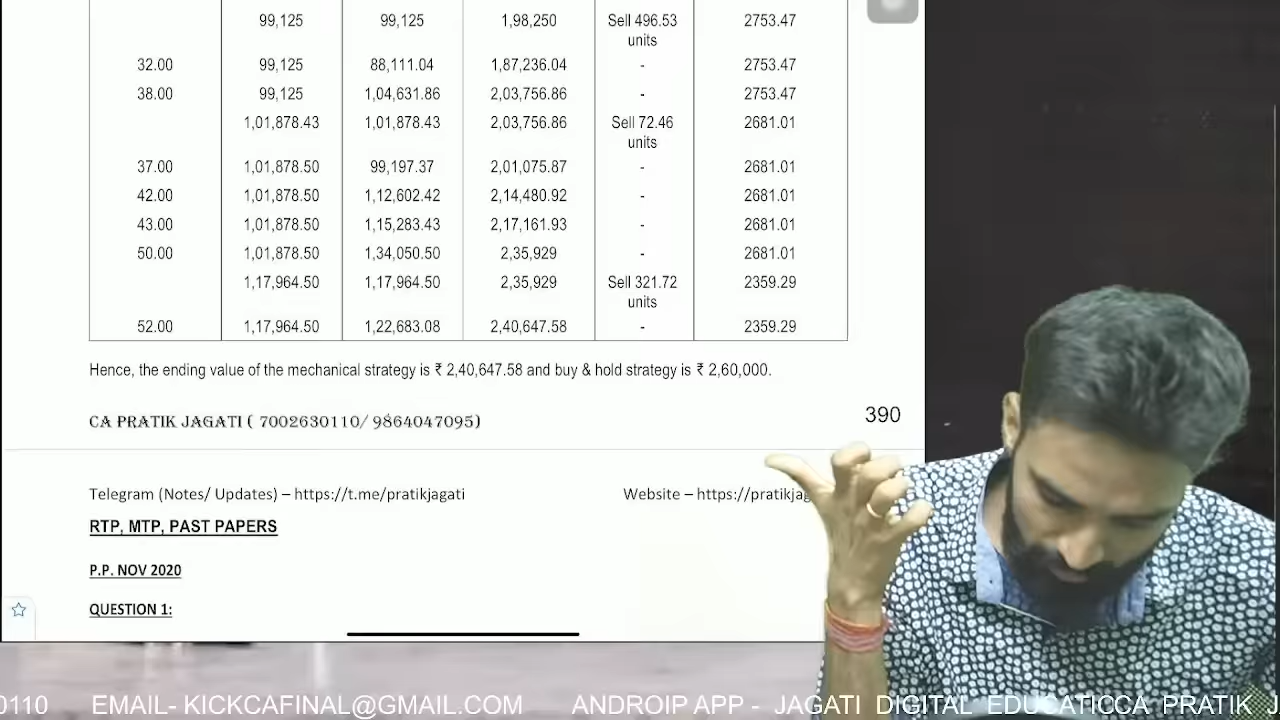 99,125 99,125 1,98,250 Sell 496.53 units 2753.47
32.00 99,125 88,111.04 1,87,236.04 - 2753.47
38.00 99,125 1,04,631.86 2,03,756.86 - 2753.47
1,01,878.43 1,01,878.43 2,03,756.86 Sell 72.46 units 2681.01
37.00 1,01,878.50 99,197.37 2,01,075.87 - 2681.01
42.00 1,01,878.50 1,12,602.42 2,14,480.92 - 2681.01
43.00 1,01,878.50 1,15,283.43 2,17,161.93 - 2681.01
50.00 1,01,878.50 1,34,050.50 2,35,929 - 2681.01
1,17,964.50 1,17,964.50 2,35,929 Sell 321.72 units 2359.29
52.00 1,17,964.50 1,22,683.08 2,40,647.58 - 2359.29
Hence, the ending value of the mechanical strategy is ₹ 2,40,647.58 and buy & hold strategy is ₹ 2,60,000.
CA PRATIK JAGATI ( 7002630110/ 9864047095)
390
Telegram (Notes/ Updates) – https://t.me/pratikjagati Website – https://pratikjag
RTP, MTP, PAST PAPERS
P.P. NOV 2020
QUESTION 1:
0110 EMAIL- KICKCAFINAL@GMAIL.COM ANDROIP APP - JAGATI DIGITAL EDUCATICCA PRATIK J